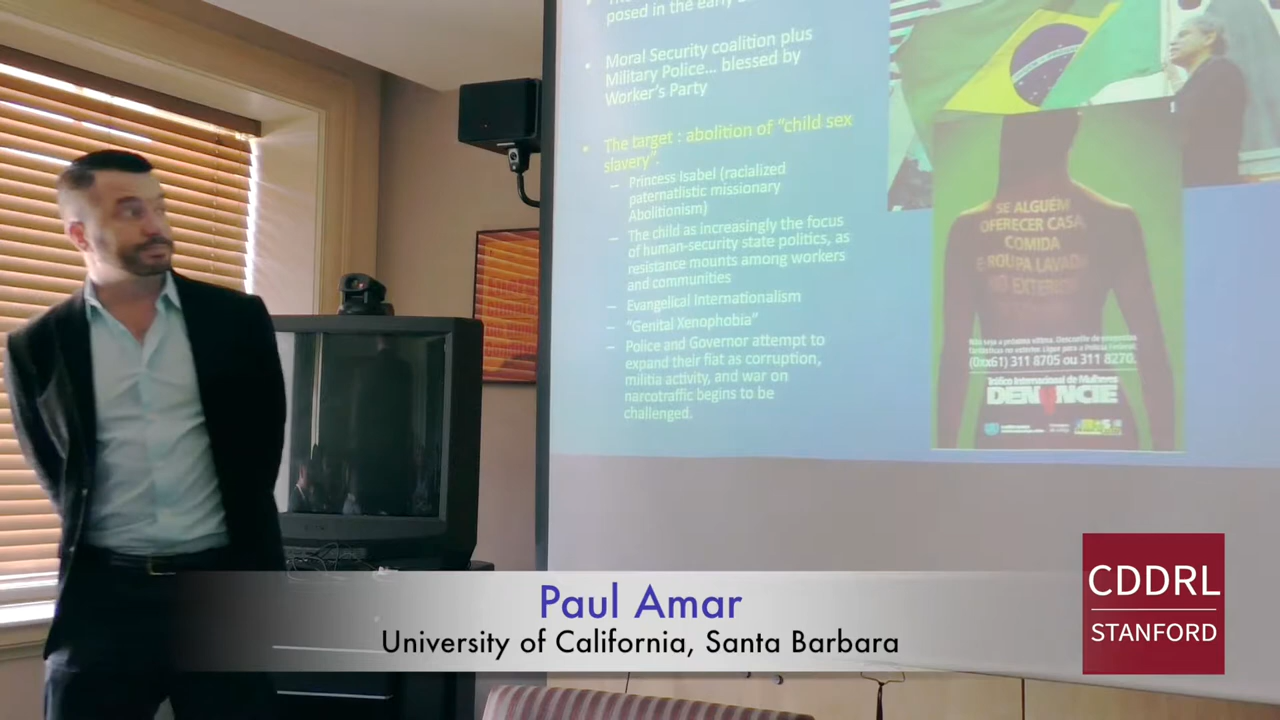 posed in the early
Moral Security coalition plus
Military Police... blessed by
Worker's Party
The target : abolition of "child sex
slavery".
– Princess Isabel (racialized
paternatlistic missionary
Abolitionism)
– The child as increasingly the focus
of human-security state politics, as
resistance mounts among workers
and communities
– Evangelical Internationalism
– "Genital Xenophobia"
– Police and Governor attempt to
expand their fiat as corruption,
militia activity, and war on
narcotraffic begins to be
challenged.
SE ALGUÉM
OFERECER CASA,
COMIDA
E ROUPA LAVADA
NO EXTERIOR
(0xx61) 311 8705 ou 311 8270.
Tráfico Internacional de Mulheres
DENUNCIE
Paul Amar
University of California, Santa Barbara
CDDRL
STANFORD